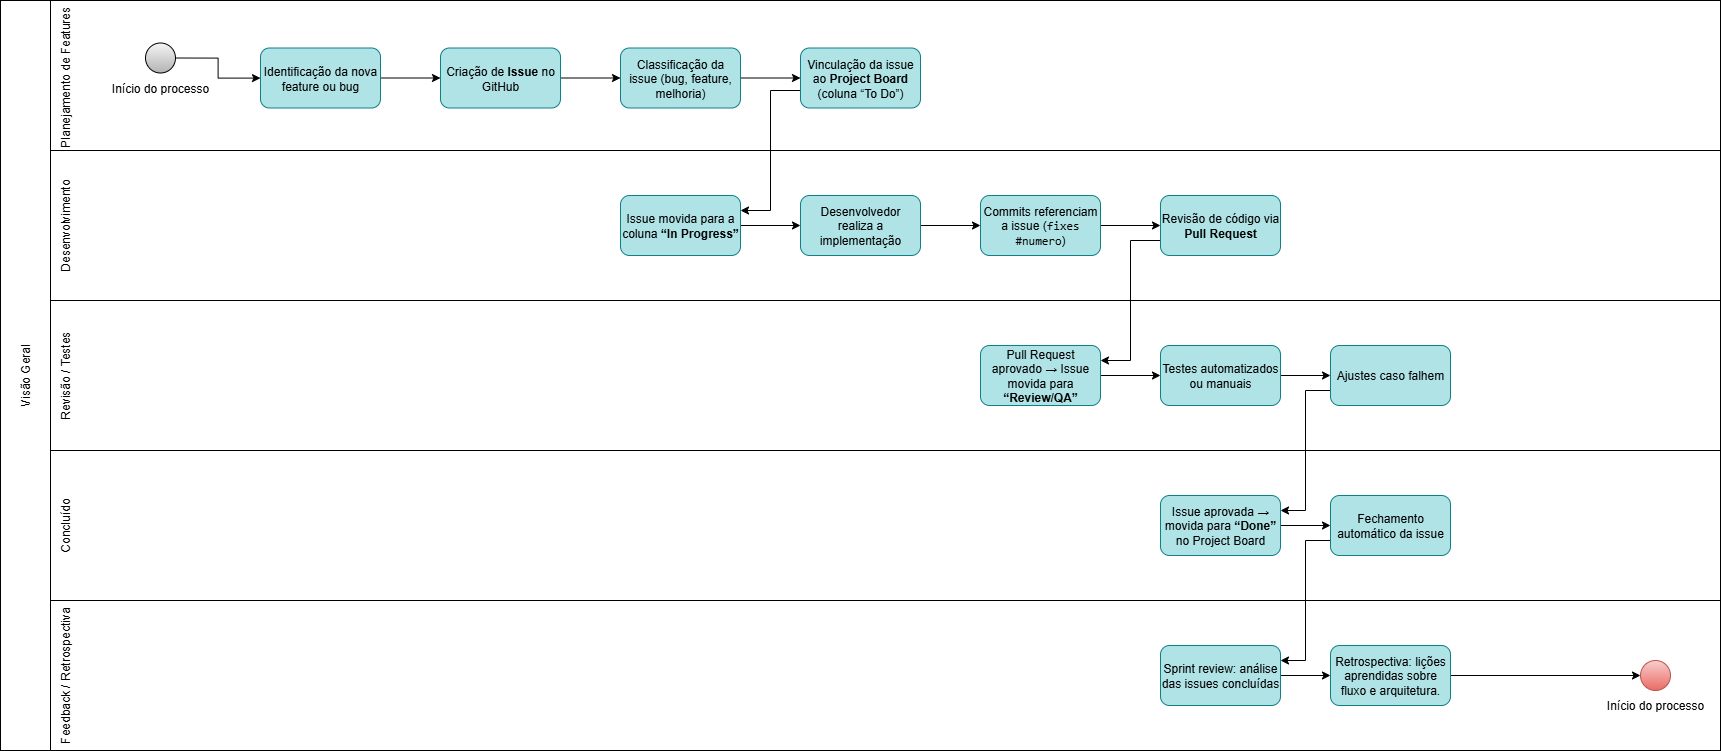 Visão Geral
Planejamento de Features
Início do processo
Identificação da nova
feature ou bug
Criação de Issue no
GitHub
Classificação da
issue (bug, feature,
melhoria)
Vinculação da issue
ao Project Board
(coluna “To Do”)
Desenvolvimento
Issue movida para a
coluna “In Progress”
Desenvolvedor
realiza a
implementação
Commits referenciam
a issue (fixes
#numero)
Revisão de código via
Pull Request
Revisão / Testes
Pull Request
aprovado → Issue
movida para
“Review/QA”
Testes automatizados
ou manuais
Ajustes caso falhem
Concluído
Issue aprovada →
movida para “Done”
no Project Board
Fechamento
automático da issue
Feedback / Retrospectiva
Sprint review: análise
das issues concluídas
Retrospectiva: lições
aprendidas sobre
fluxo e arquitetura.
Início do processo